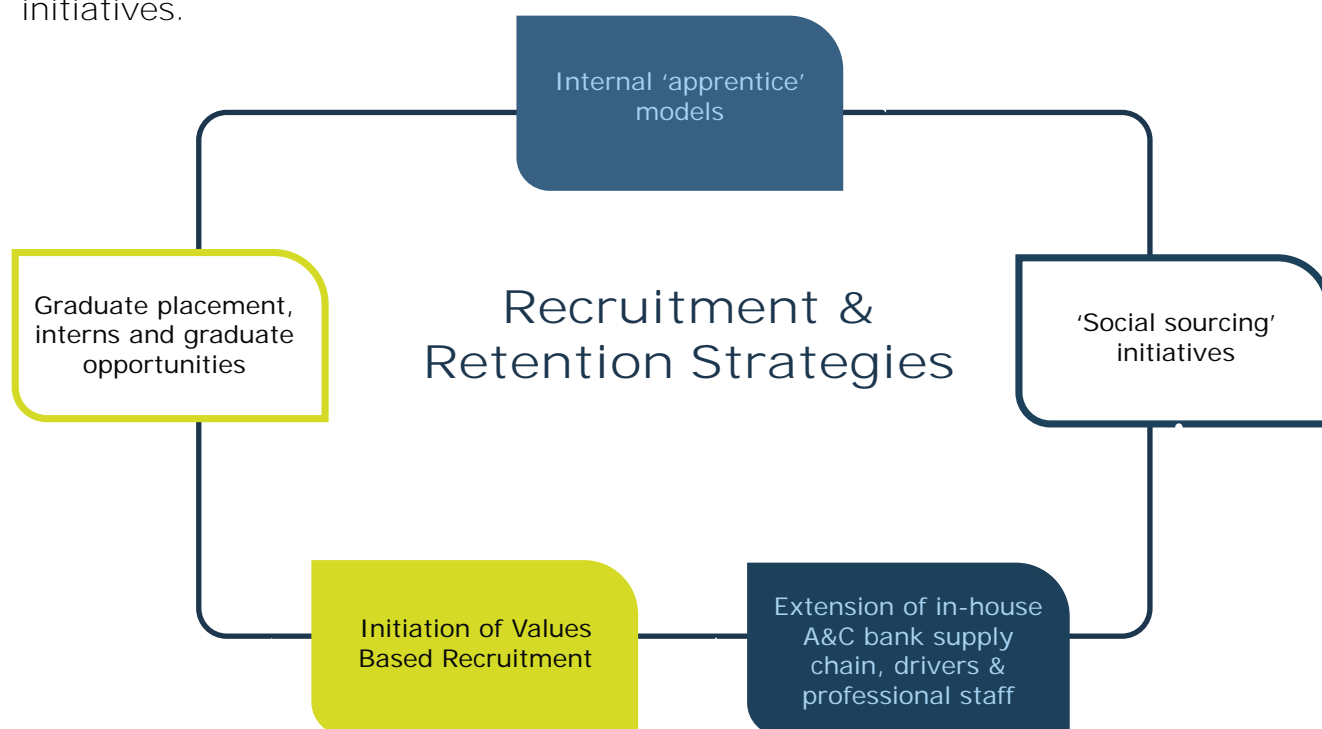 initiatives.
Internal ‘apprentice’
models
Graduate placement,
interns and graduate
opportunities
Recruitment &
Retention Strategies
‘Social sourcing’
initiatives
Initiation of Values
Based Recruitment
Extension of in-house
A&C bank supply
chain, drivers &
professional staff